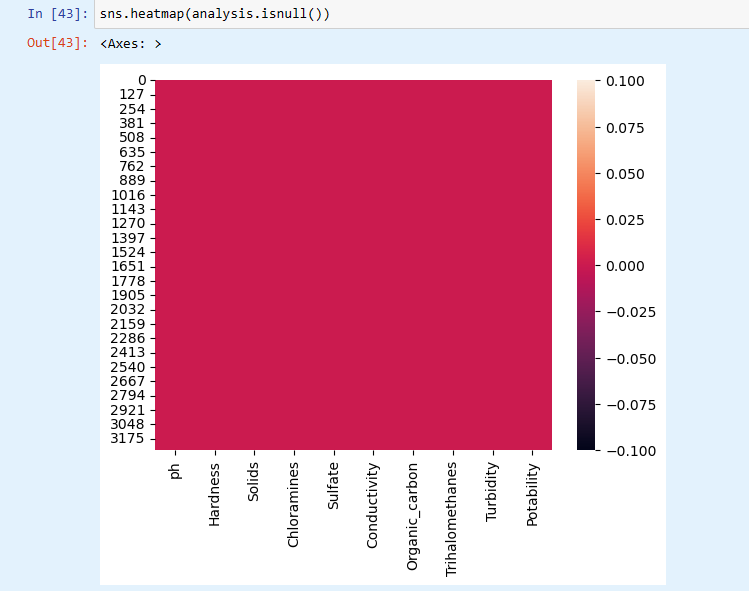 In [43]: sns.heatmap(analysis.isnull())
Out[43]: <Axes: >
0
127
254
381
508
635
762
889
1016
1143
1270
1397
1524
1651
1778
1905
2032
2159
2286
2413
2540
2667
2794
2921
3048
3175
0.100
0.075
0.050
0.025
0.000
−0.025
−0.050
−0.075
−0.100
ph
Hardness
Solids
Chloramines
Sulfate
Conductivity
Organic_carbon
Trihalomethanes
Turbidity
Potability